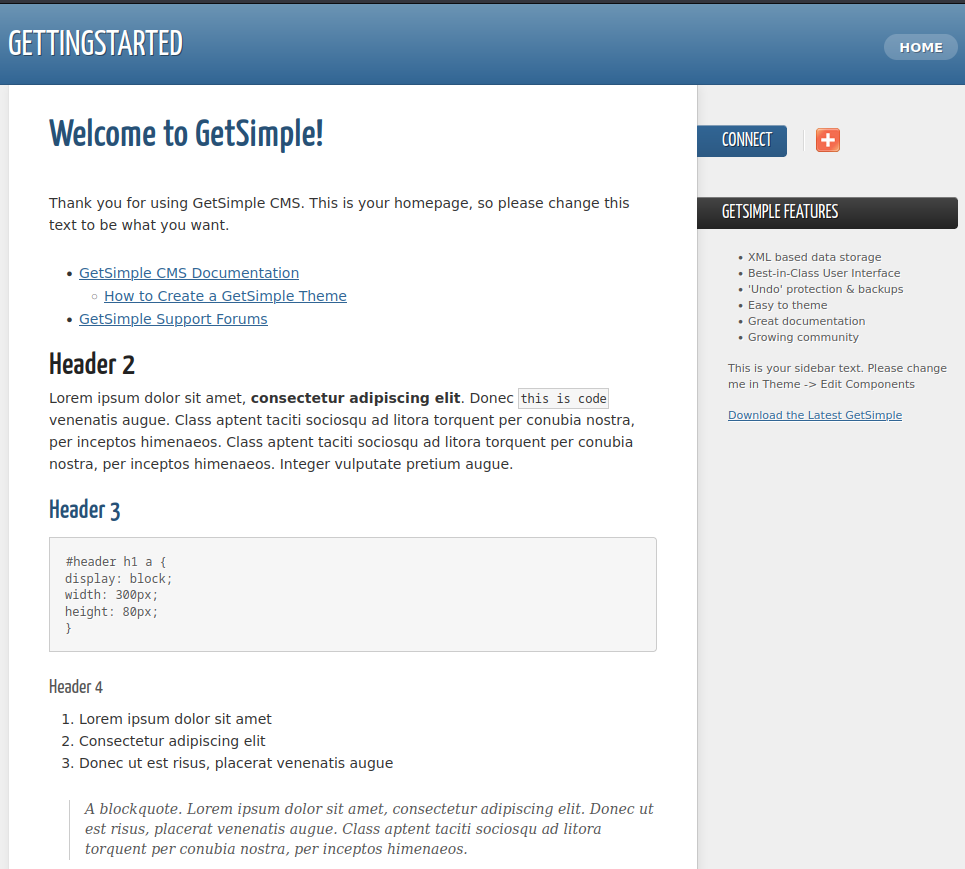 GETTINGSTARTED
HOME
Welcome to GetSimple!
Thank you for using GetSimple CMS. This is your homepage, so please change this
text to be what you want.
GetSimple CMS Documentation
How to Create a GetSimple Theme
GetSimple Support Forums
Header 2
Lorem ipsum dolor sit amet, consectetur adipiscing elit. Donec this is code
venenatis augue. Class aptent taciti sociosqu ad litora torquent per conubia nostra,
per inceptos himenaeos. Class aptent taciti sociosqu ad litora torquent per conubia
nostra, per inceptos himenaeos. Integer vulputate pretium augue.
Header 3
#header h1 a {
display: block;
width: 300px;
height: 80px;
}
Header 4
1. Lorem ipsum dolor sit amet
2. Consectetur adipiscing elit
3. Donec ut est risus, placerat venenatis augue
A blockquote. Lorem ipsum dolor sit amet, consectetur adipiscing elit. Donec ut
est risus, placerat venenatis augue. Class aptent taciti sociosqu ad litora
torquent per conubia nostra, per inceptos himenaeos.
CONNECT
GETSIMPLE FEATURES
XML based data storage
Best-in-Class User Interface
'Undo' protection & backups
Easy to theme
Great documentation
Growing community
This is your sidebar text. Please change
me in Theme -> Edit Components
Download the Latest GetSimple